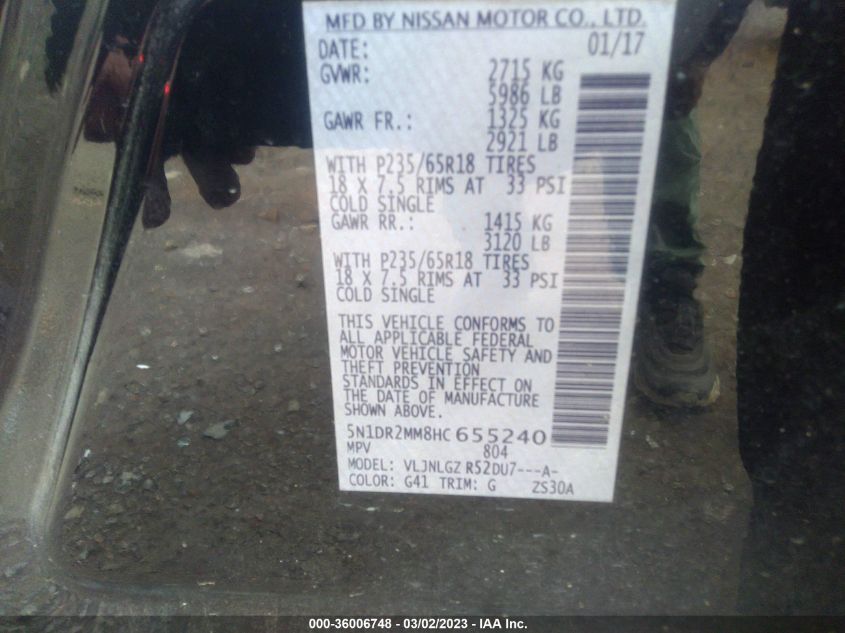 MFD BY NISSAN MOTOR CO., LTD.
DATE: 01/17
GVWR: 2715 KG
5986 LB
GAWR FR.: 1325 KG
2921 LB
WITH P235/65R18 TIRES
18 X 7.5 RIMS AT 33 PSI
COLD SINGLE
GAWR RR.: 1415 KG
3120 LB
WITH P235/65R18 TIRES
18 X 7.5 RIMS AT 33 PSI
COLD SINGLE
THIS VEHICLE CONFORMS TO
ALL APPLICABLE FEDERAL
MOTOR VEHICLE SAFETY AND
THEFT PREVENTION
STANDARDS IN EFFECT ON
THE DATE OF MANUFACTURE
SHOWN ABOVE.
5N1DR2MM8HC 655240
MPV 804
MODEL: VLJNLGZ R52DU7---A-
COLOR: G41 TRIM: G ZS30A
000-36006748 - 03/02/2023 - IAA Inc.